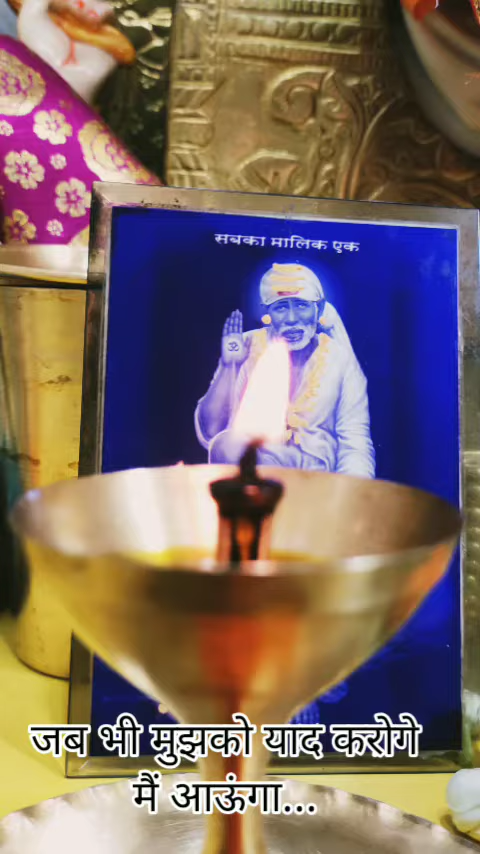 सबका मालिक एक
ॐ
जब भी मुझको याद करोगे
मैं आऊंगा...